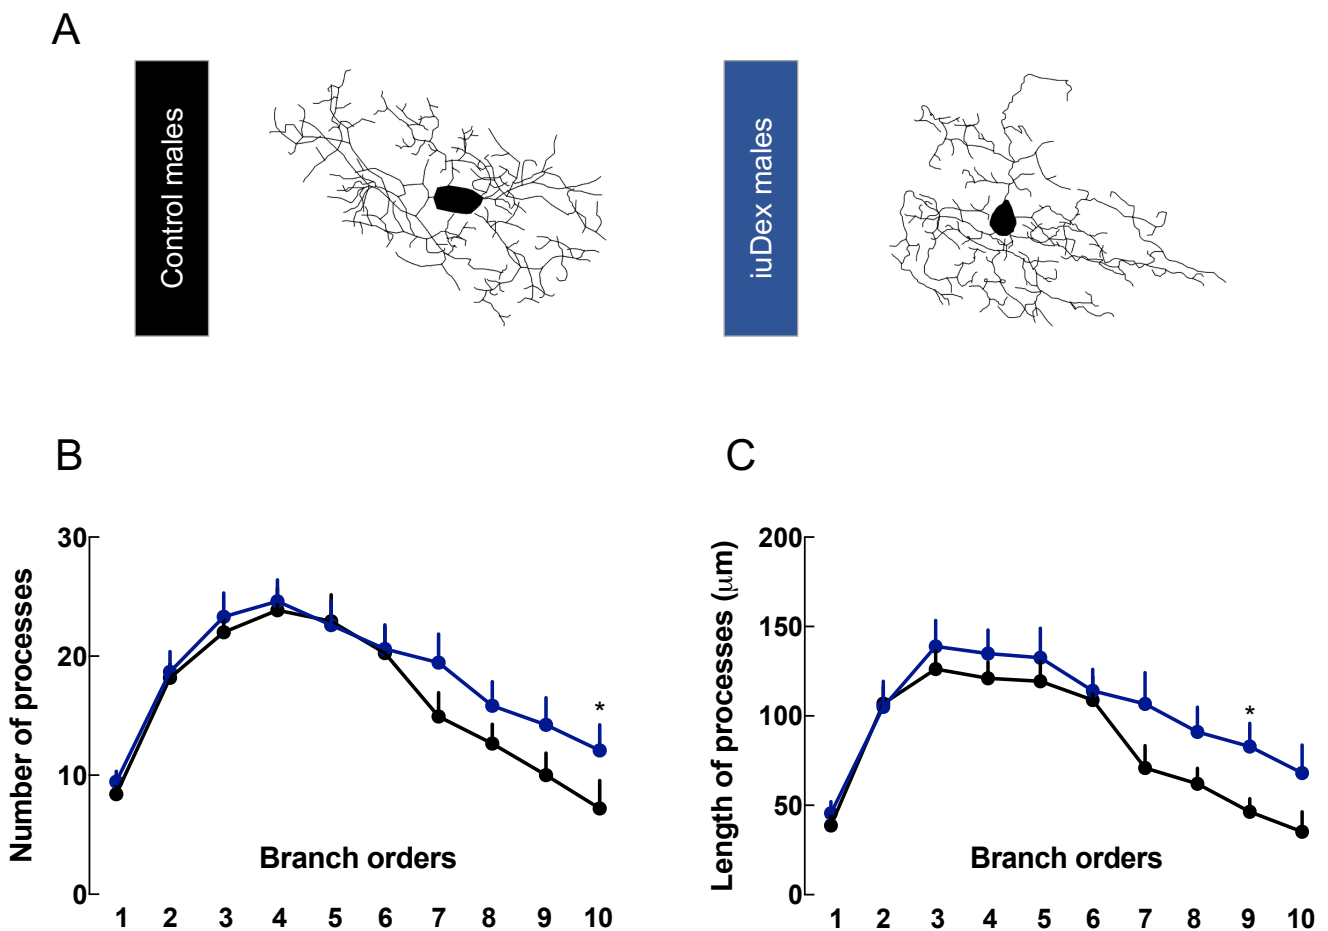 A
Control males
iuDex males
B
C
Number of processes
30
20
10
0
*
Branch orders
1 2 3 4 5 6 7 8 9 10
Length of processes (μm)
200
150
100
50
0
*
Branch orders
1 2 3 4 5 6 7 8 9 10